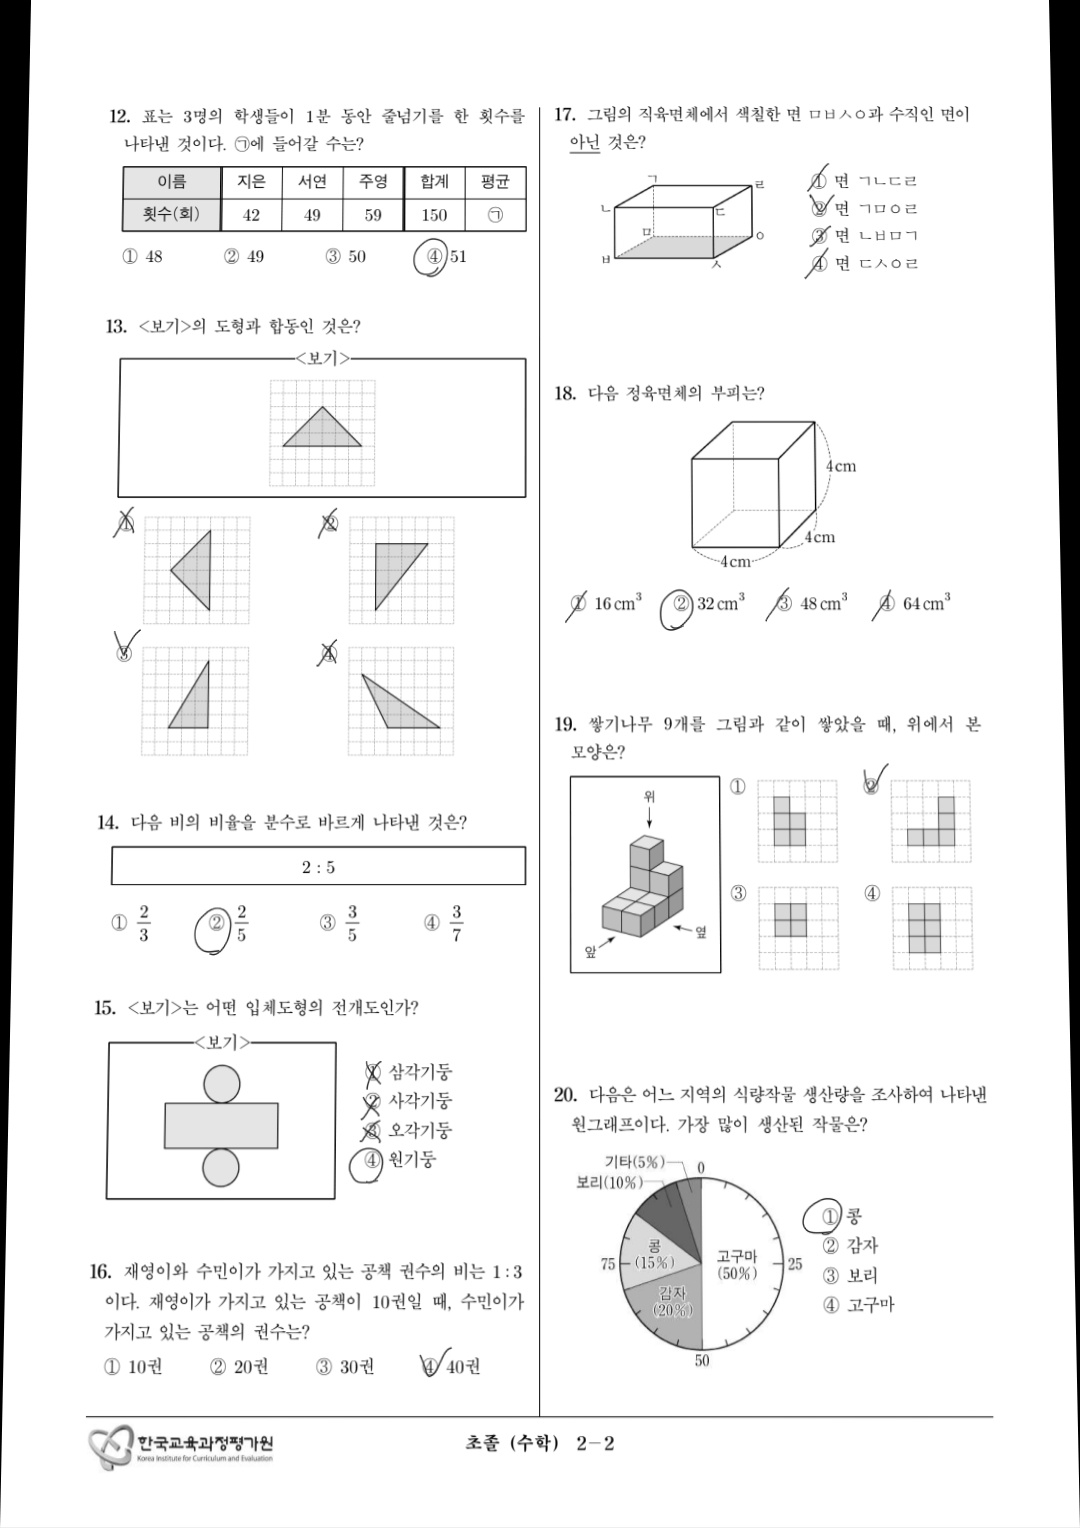 12. 표는 3명의 학생들이 1분 동안 줄넘기를 한 횟수를
나타낸 것이다. ㉠에 들어갈 수는?
이름 지은 서연 주영 합계 평균
횟수(회) 42 49 59 150 ㉠
① 48 ② 49 ③ 50 ④ 51
13. <보기>의 도형과 합동인 것은?
<보기>
① ②
③ ④
14. 다음 비의 비율을 분수로 바르게 나타낸 것은?
2 : 5
① 2/3 ② 2/5 ③ 3/5 ④ 3/7
15. <보기>는 어떤 입체도형의 전개도인가?
<보기>
① 삼각기둥
② 사각기둥
③ 오각기둥
④ 원기둥
16. 재영이와 수민이가 가지고 있는 공책 권수의 비는 1 : 3
이다. 재영이가 가지고 있는 공책이 10권일 때, 수민이가
가지고 있는 공책의 권수는?
① 10권 ② 20권 ③ 30권 ④ 40권
17. 그림의 직육면체에서 색칠한 면 ㅁㅂㅅㅇ과 수직인 면이
아닌 것은?
ㄱ ㄹ
ㄴ ㄷ
ㅁ ㅇ
ㅂ ㅅ
① 면 ㄱㄴㄷㄹ
② 면 ㄱㅁㅇㄹ
③ 면 ㄴㅂㅁㄱ
④ 면 ㄷㅅㅇㄹ
18. 다음 정육면체의 부피는?
4cm
4cm
4cm
① 16cm³ ② 32cm³ ③ 48cm³ ④ 64cm³
19. 쌓기나무 9개를 그림과 같이 쌓았을 때, 위에서 본
모양은?
위
앞 옆
① ②
③ ④
20. 다음은 어느 지역의 식량작물 생산량을 조사하여 나타낸
원그래프이다. 가장 많이 생산된 작물은?
기타(5%) 0
보리(10%)
콩
(15%)
고구마
(50%)
75 25
감자
(20%)
50
① 콩
② 감자
③ 보리
④ 고구마
한국교육과정평가원
Korea Institute for Curriculum and Evaluation
초졸 (수학) 2－2